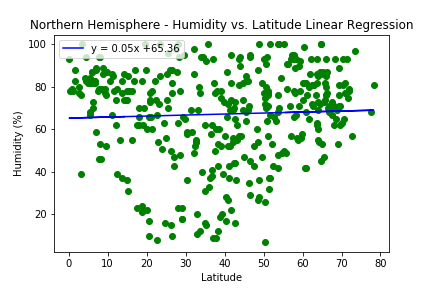 Northern Hemisphere - Humidity vs. Latitude Linear Regression
y = 0.05x +65.36
100
80
60
40
20
Humidity (%)
0 10 20 30 40 50 60 70 80
Latitude